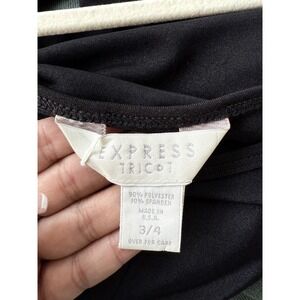 EXPRESS
TRICOT
90% POLYESTER
10% SPANDEX
MADE IN
U.S.A.
3/4
OVER FOR CARE